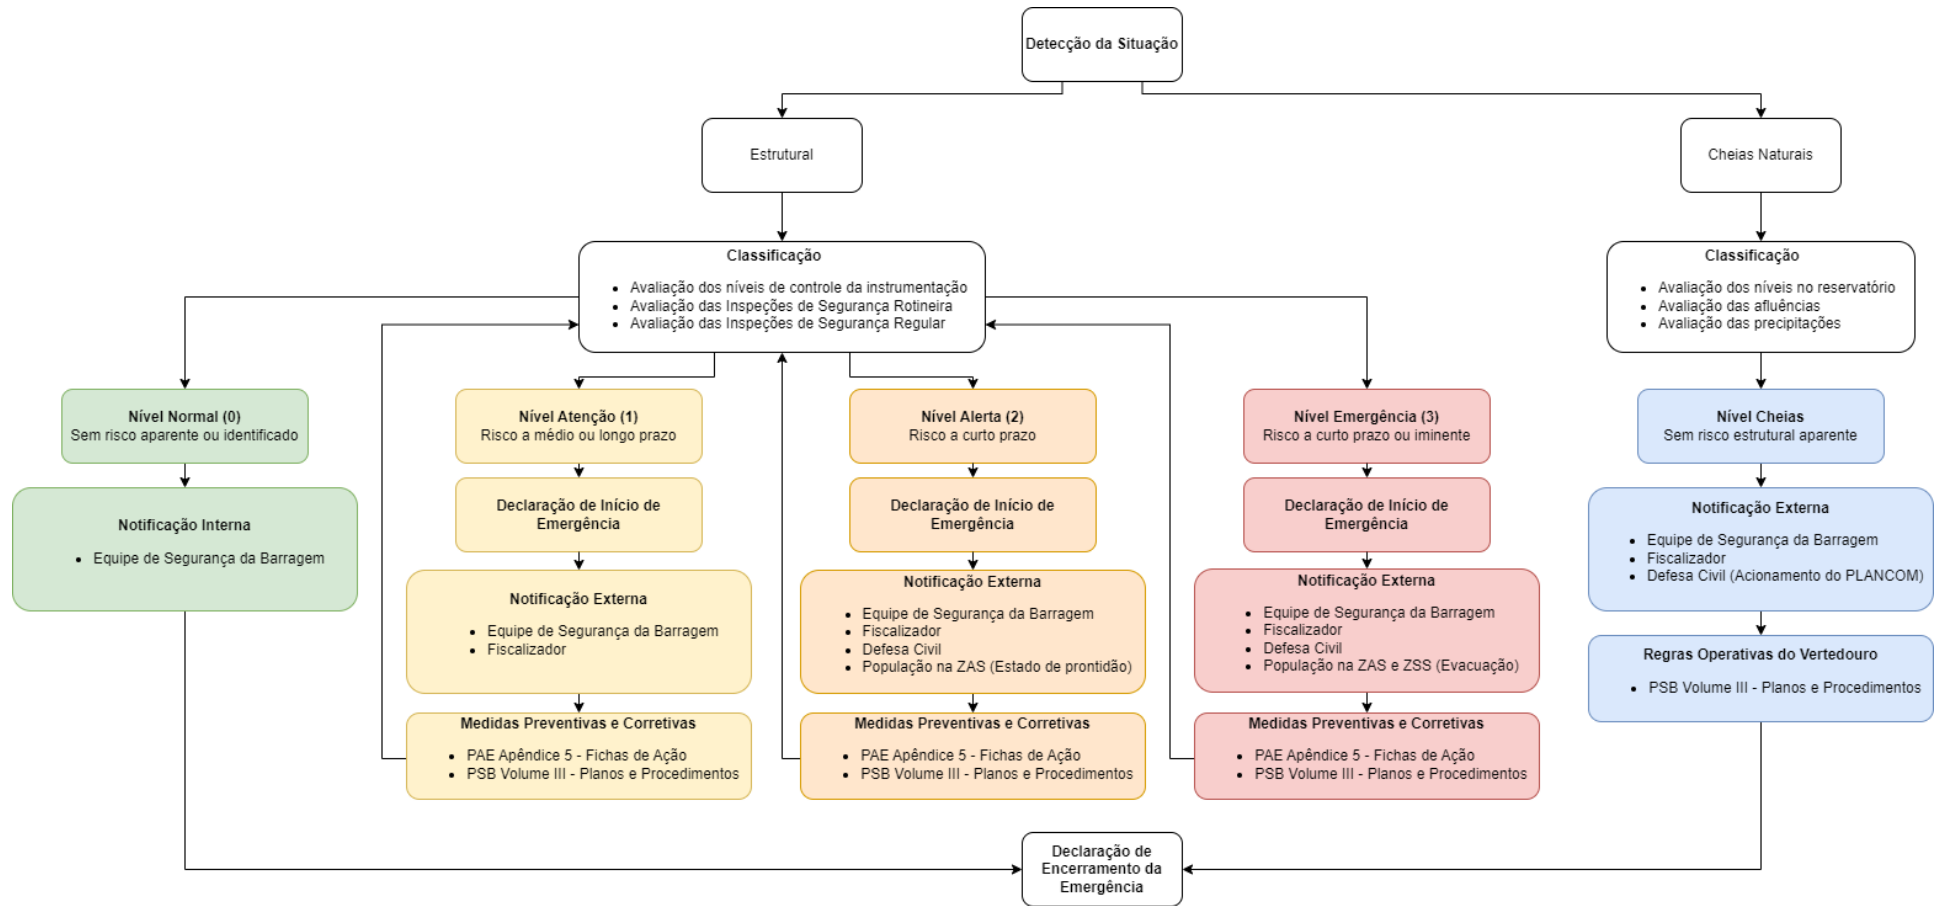 Detecção da Situação
Estrutural
Cheias Naturais
Classificação
• Avaliação dos níveis de controle da instrumentação
• Avaliação das Inspeções de Segurança Rotineira
• Avaliação das Inspeções de Segurança Regular
Classificação
• Avaliação dos níveis no reservatório
• Avaliação das afluências
• Avaliação das precipitações
Nível Normal (0)
Sem risco aparente ou identificado
Nível Atenção (1)
Risco a médio ou longo prazo
Nível Alerta (2)
Risco a curto prazo
Nível Emergência (3)
Risco a curto prazo ou iminente
Nível Cheias
Sem risco estrutural aparente
Notificação Interna
• Equipe de Segurança da Barragem
Declaração de Início de
Emergência
Declaração de Início de
Emergência
Declaração de Início de
Emergência
Notificação Externa
• Equipe de Segurança da Barragem
• Fiscalizador
• Defesa Civil (Acionamento do PLANCOM)
Notificação Externa
• Equipe de Segurança da Barragem
• Fiscalizador
Notificação Externa
• Equipe de Segurança da Barragem
• Fiscalizador
• Defesa Civil
• População na ZAS (Estado de prontidão)
Notificação Externa
• Equipe de Segurança da Barragem
• Fiscalizador
• Defesa Civil
• População na ZAS e ZSS (Evacuação)
Regras Operativas do Vertedouro
• PSB Volume III - Planos e Procedimentos
Medidas Preventivas e Corretivas
• PAE Apêndice 5 - Fichas de Ação
• PSB Volume III - Planos e Procedimentos
Medidas Preventivas e Corretivas
• PAE Apêndice 5 - Fichas de Ação
• PSB Volume III - Planos e Procedimentos
Medidas Preventivas e Corretivas
• PAE Apêndice 5 - Fichas de Ação
• PSB Volume III - Planos e Procedimentos
Declaração de
Encerramento da
Emergência